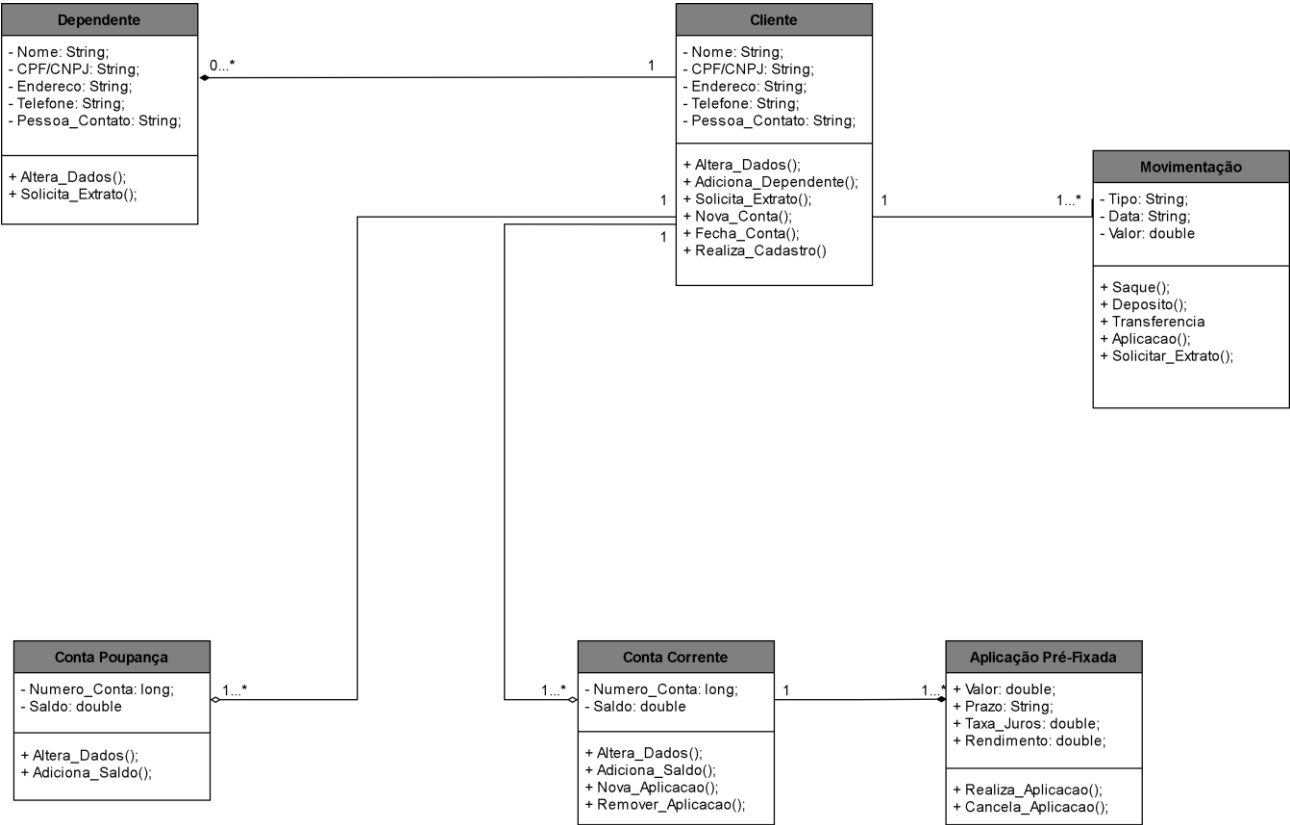 Dependente
- Nome: String;
- CPF/CNPJ: String;
- Endereco: String;
- Telefone: String;
- Pessoa_Contato: String;
+ Altera_Dados();
+ Solicita_Extrato();
0...*
1
Cliente
- Nome: String;
- CPF/CNPJ: String;
- Endereco: String;
- Telefone: String;
- Pessoa_Contato: String;
+ Altera_Dados();
+ Adiciona_Dependente();
+ Solicita_Extrato();
+ Nova_Conta();
+ Fecha_Conta();
+ Realiza_Cadastro()
1
1
1
1...*
Movimentação
- Tipo: String;
- Data: String;
- Valor: double
+ Saque();
+ Deposito();
+ Transferencia
+ Aplicacao();
+ Solicitar_Extrato();
Conta Poupança
- Numero_Conta: long;
- Saldo: double
+ Altera_Dados();
+ Adiciona_Saldo();
1...*
1...*
Conta Corrente
- Numero_Conta: long;
- Saldo: double
+ Altera_Dados();
+ Adiciona_Saldo();
+ Nova_Aplicacao();
+ Remover_Aplicacao();
1
1...*
Aplicação Pré-Fixada
+ Valor: double;
+ Prazo: String;
+ Taxa_Juros: double;
+ Rendimento: double;
+ Realiza_Aplicacao();
+ Cancela_Aplicacao();